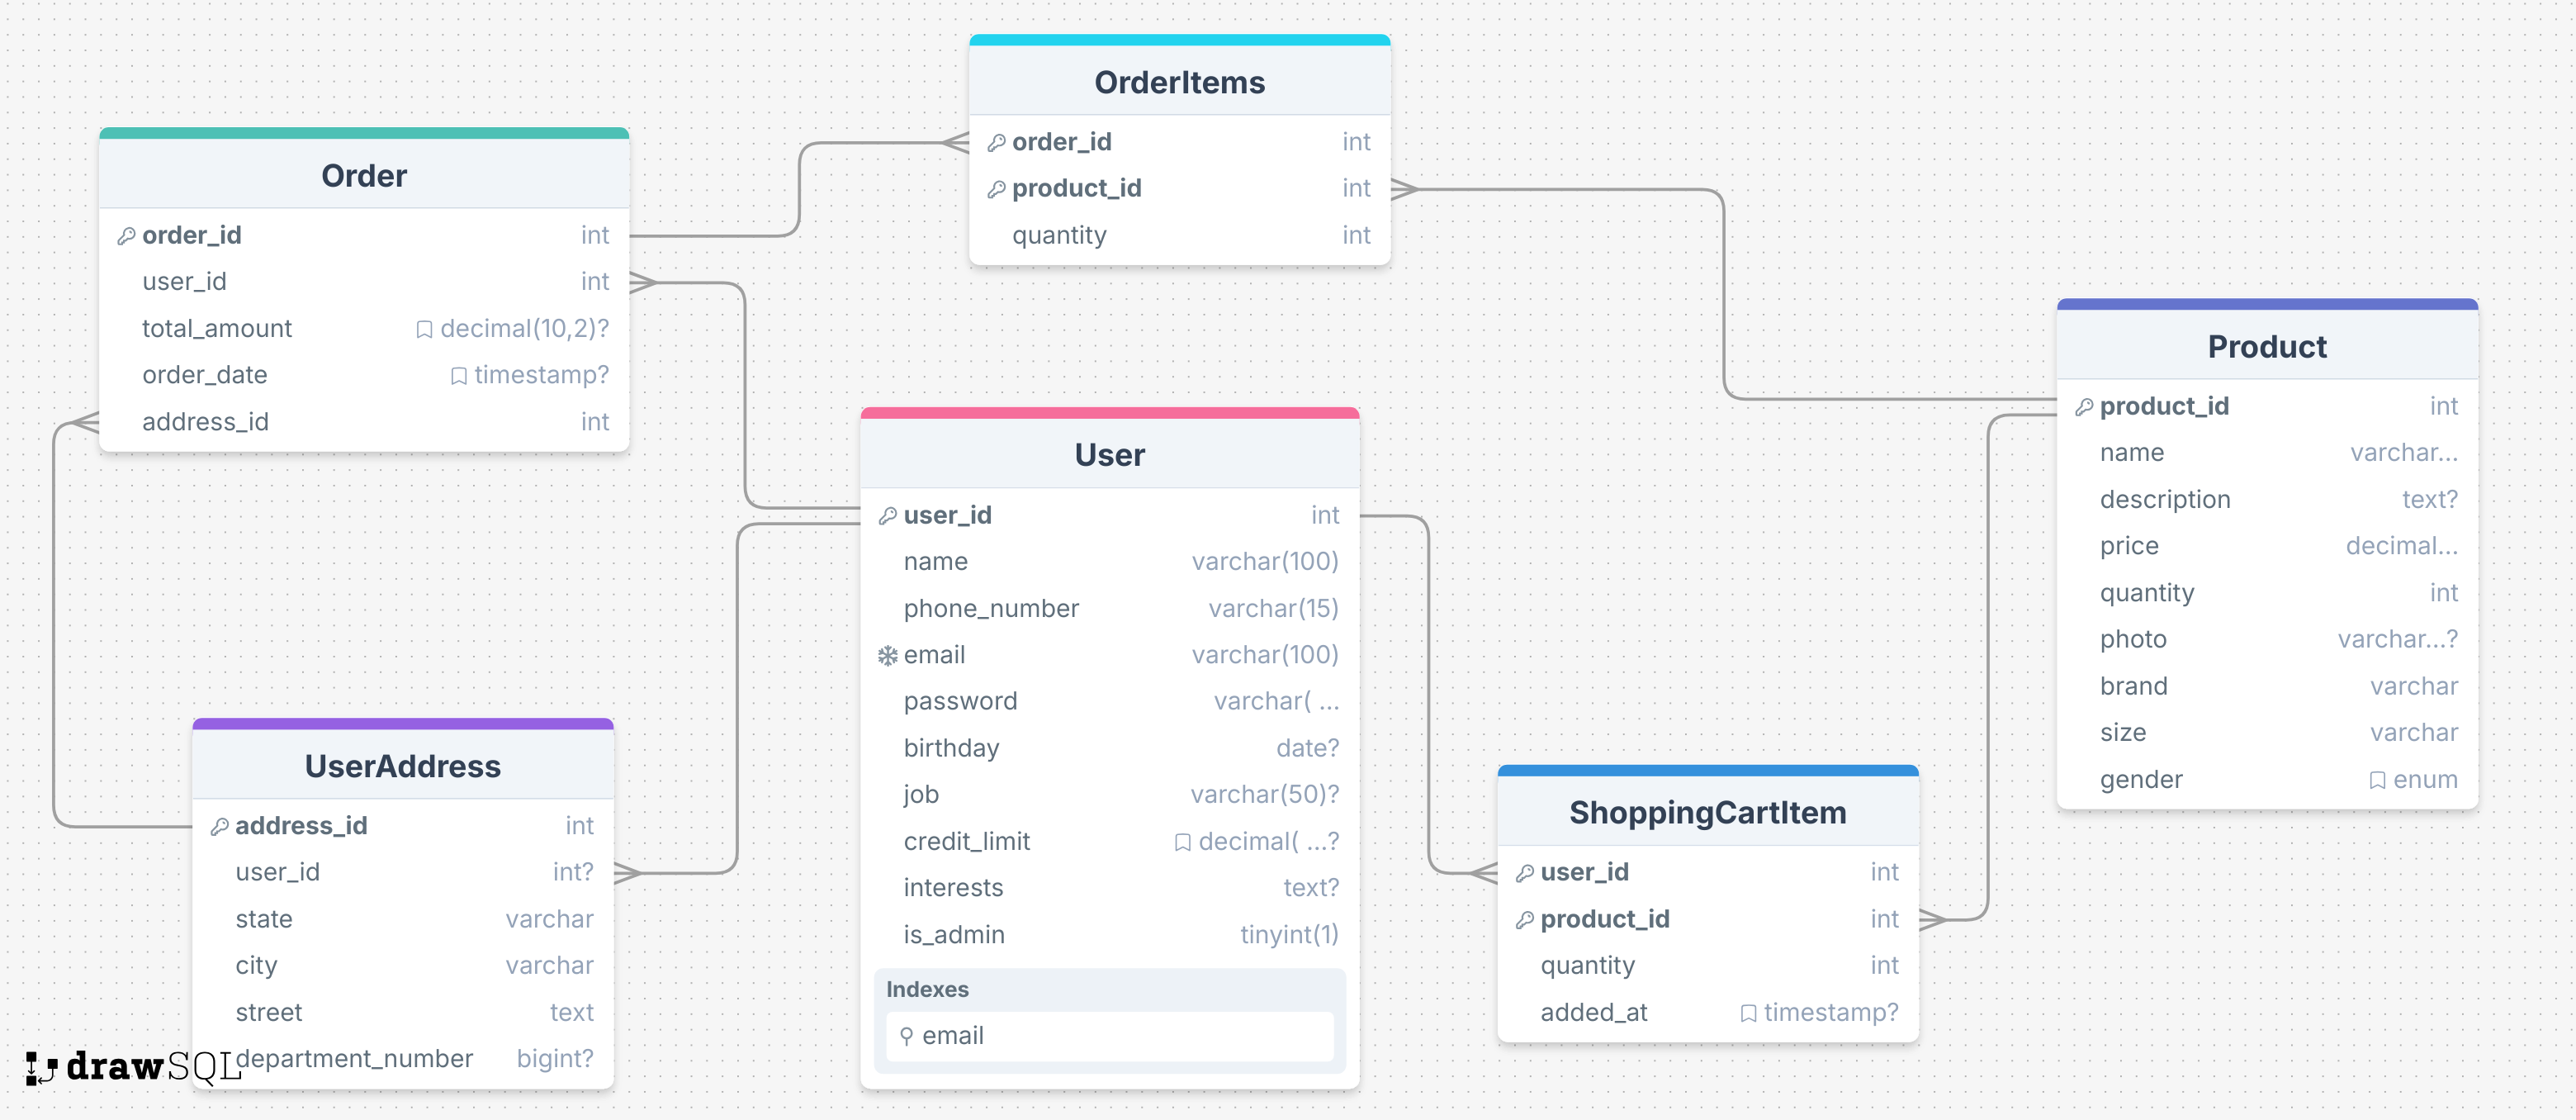 OrderItems
order_id int
product_id int
quantity int
Order
order_id int
user_id int
total_amount decimal(10,2)?
order_date timestamp?
address_id int
Product
product_id int
name varchar...
description text?
price decimal...
quantity int
photo varchar...?
brand varchar
size varchar
gender enum
User
user_id int
name varchar(100)
phone_number varchar(15)
email varchar(100)
password varchar( ...
birthday date?
job varchar(50)?
credit_limit decimal( ...?
interests text?
is_admin tinyint(1)
Indexes
email
UserAddress
address_id int
user_id int?
state varchar
city varchar
street text
department_number bigint?
ShoppingCartItem
user_id int
product_id int
quantity int
added_at timestamp?
drawSQL